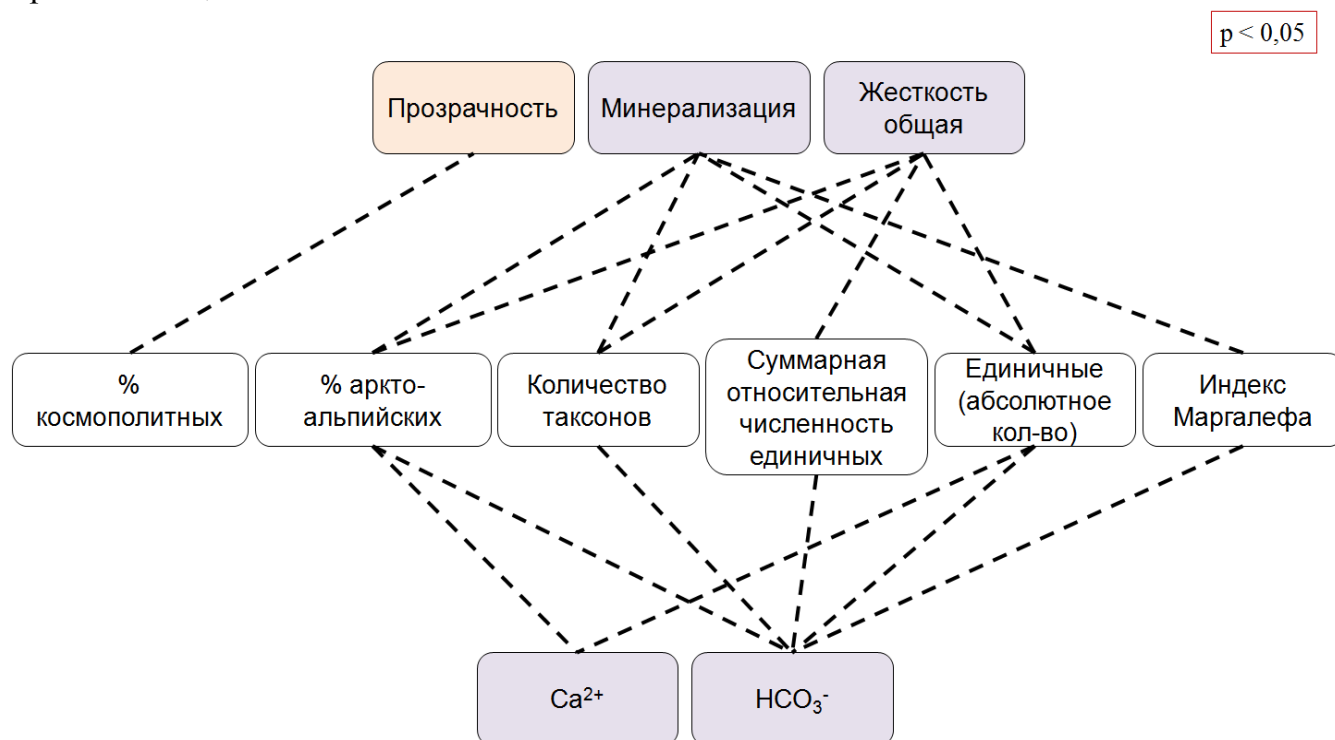 p < 0,05
Прозрачность
Минерализация
Жесткость
общая
%
космополитных
% аркто-
альпийских
Количество
таксонов
Суммарная
относительная
численность
единичных
Единичные
(абсолютное
кол-во)
Индекс
Маргалефа
Ca²⁺
HCO₃⁻